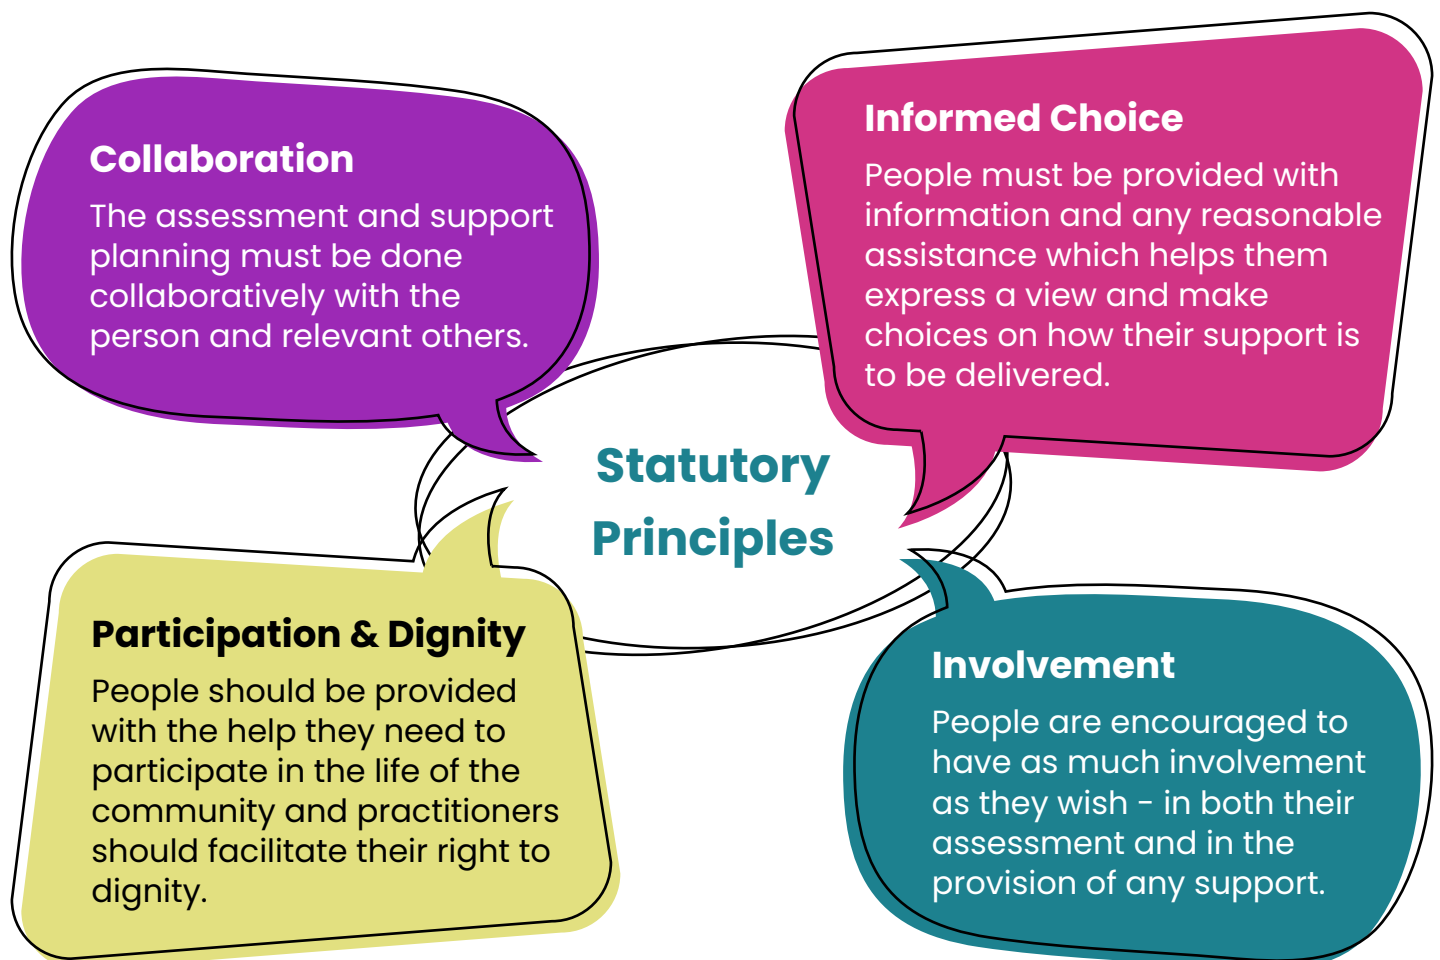 Collaboration
The assessment and support
planning must be done
collaboratively with the
person and relevant others.
Informed Choice
People must be provided with
information and any reasonable
assistance which helps them
express a view and make
choices on how their support is
to be delivered.
Statutory
Principles
Participation & Dignity
People should be provided
with the help they need to
participate in the life of the
community and practitioners
should facilitate their right to
dignity.
Involvement
People are encouraged to
have as much involvement
as they wish - in both their
assessment and in the
provision of any support.